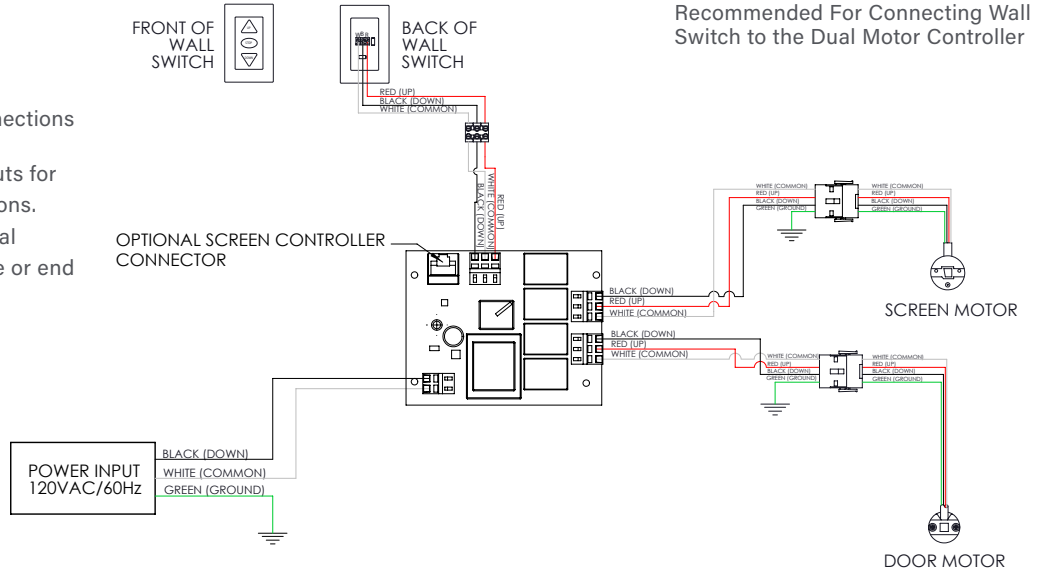 Recommended For Connecting Wall
Switch to the Dual Motor Controller
FRONT OF
WALL
SWITCH
BACK OF
WALL
SWITCH
RED (UP)
BLACK (DOWN)
WHITE (COMMON)
nections
uts for
ons.
al
e or end
OPTIONAL SCREEN CONTROLLER
CONNECTOR
BLACK (DOWN)
WHITE (COMMON)
RED (UP)
WHITE (COMMON)
RED (UP)
BLACK (DOWN)
GREEN (GROUND)
WHITE (COMMON)
RED (UP)
BLACK (DOWN)
GREEN (GROUND)
SCREEN MOTOR
BLACK (DOWN)
RED (UP)
WHITE (COMMON)
BLACK (DOWN)
RED (UP)
WHITE (COMMON)
WHITE (COMMON)
RED (UP)
BLACK (DOWN)
GREEN (GROUND)
WHITE (COMMON)
RED (UP)
BLACK (DOWN)
GREEN (GROUND)
DOOR MOTOR
POWER INPUT
120VAC/60Hz
BLACK (DOWN)
WHITE (COMMON)
GREEN (GROUND)